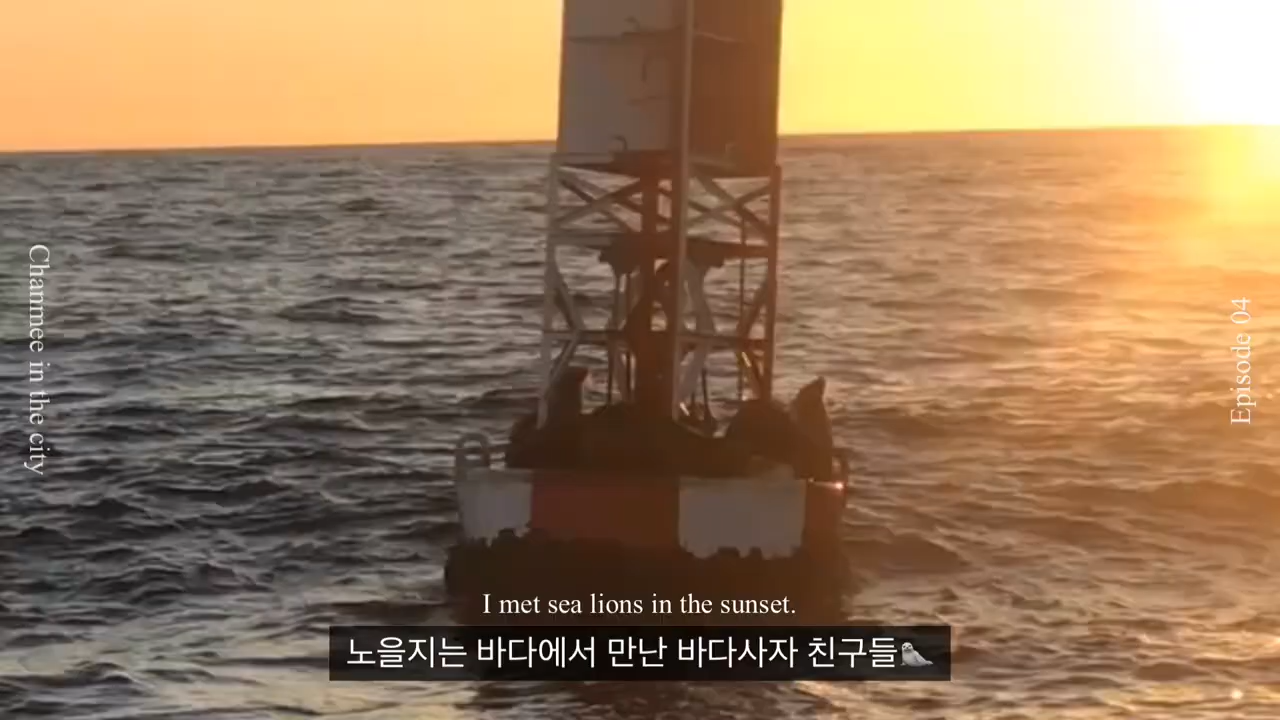 Chanmee in the city
Episode 04
I met sea lions in the sunset.
노을지는 바다에서 만난 바다사자 친구들🦭